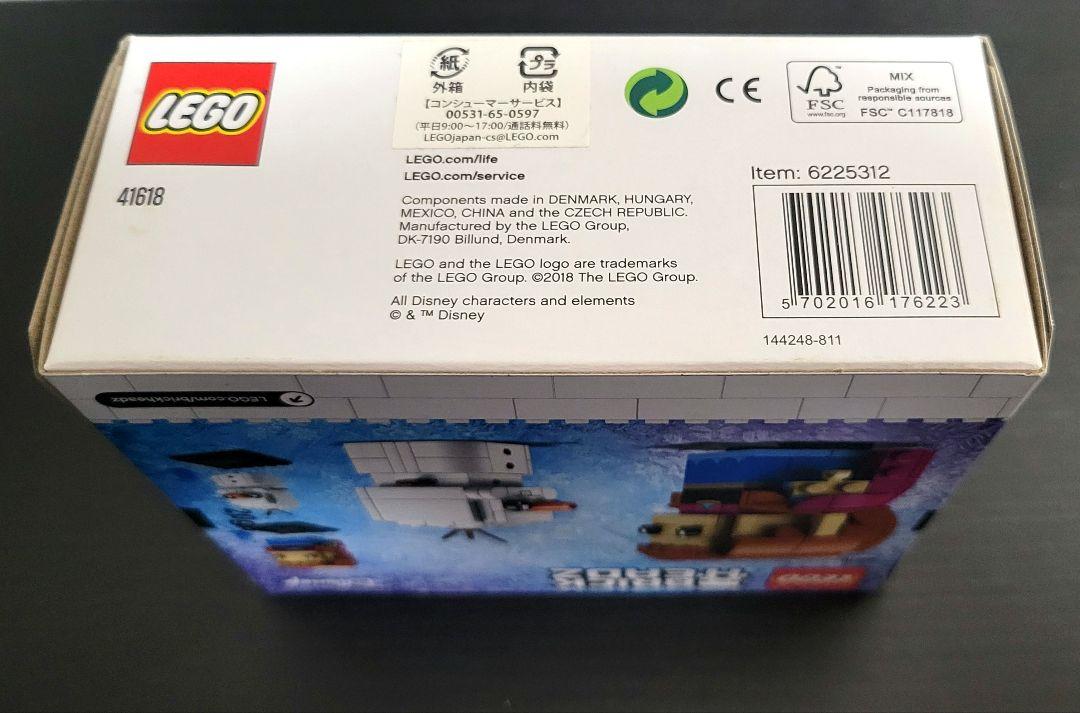 LEGO
41618
紙
プラ
外箱
内袋
【コンシューマーサービス】
00531-65-0597
(平日9:00～17:00/通話料無料)
LEGOjapan-cs@LEGO.com
LEGO.com/life
LEGO.com/service
Components made in DENMARK, HUNGARY,
MEXICO, CHINA and the CZECH REPUBLIC.
Manufactured by the LEGO Group,
DK-7190 Billund, Denmark.
LEGO and the LEGO logo are trademarks
of the LEGO Group. ©2018 The LEGO Group.
All Disney characters and elements
© & ™ Disney
CE
FSC
www.fsc.org
MIX
Packaging from
responsible sources
FSC™ C117818
Item: 6225312
5 702016 176223
144248-811
LEGO.com/brickheadz
BRICK
HEADZ
LEGO
Disney